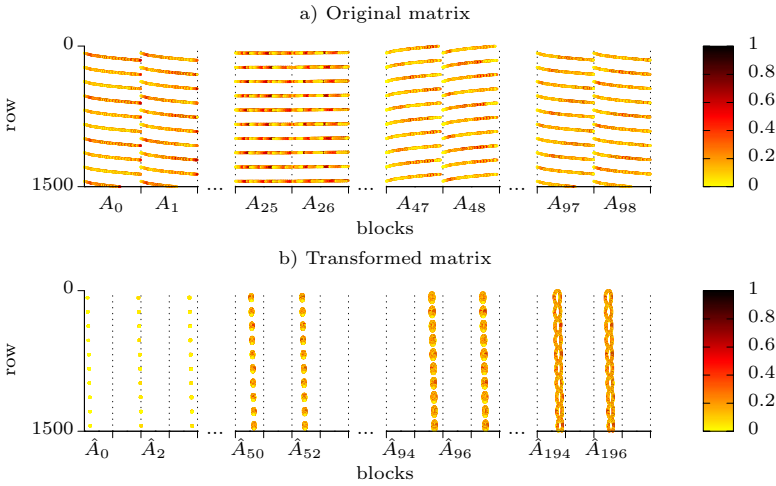 a) Original matrix
0
row
1500
... ... ...
A_0 A_1 A_25 A_26 A_47 A_48 A_97 A_98
blocks
1
0.8
0.6
0.4
0.2
0
b) Transformed matrix
0
row
1500
... ... ...
Â_0 Â_2 Â_50 Â_52 Â_94 Â_96 Â_194 Â_196
blocks
1
0.8
0.6
0.4
0.2
0